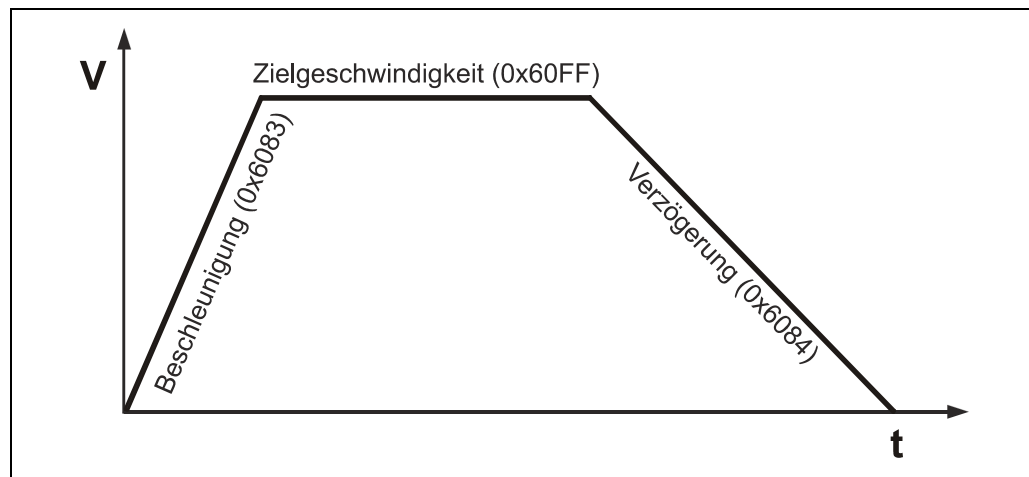 V
Zielgeschwindigkeit (0x60FF)
Beschleunigung (0x6083)
Verzögerung (0x6084)
t